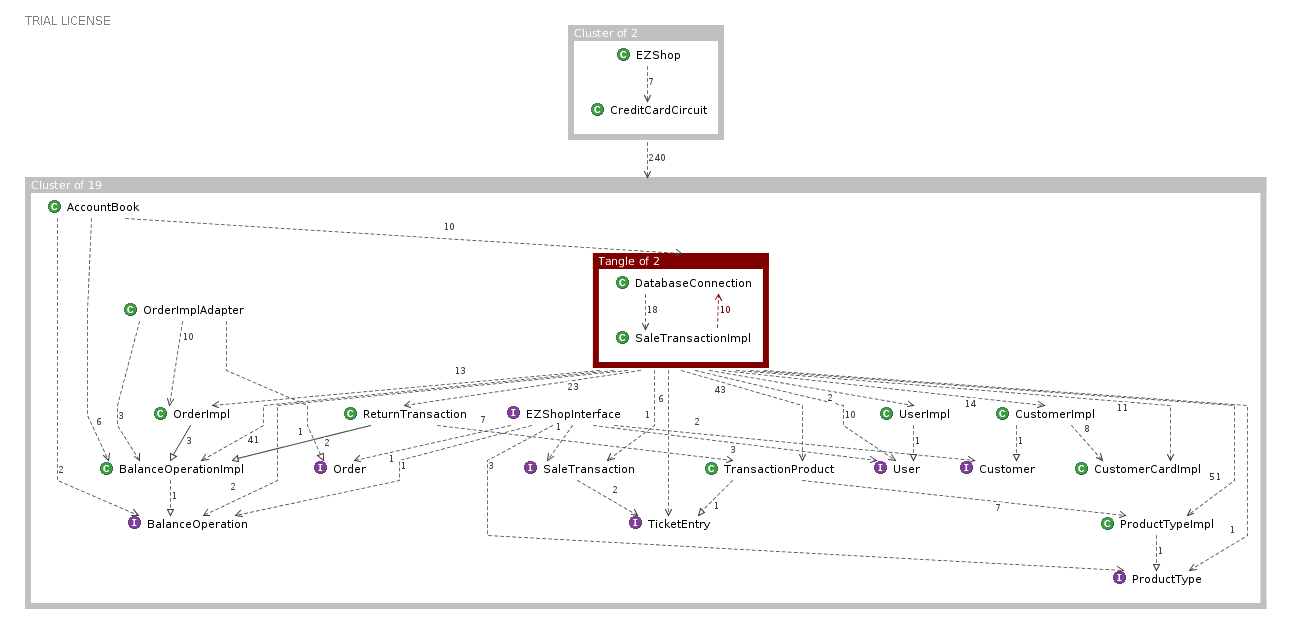 TRIAL LICENSE
Cluster of 2
C EZShop
7
C CreditCardCircuit
240
Cluster of 19
C AccountBook
10
Tangle of 2
C DatabaseConnection
18 10
C SaleTransactionImpl
C OrderImplAdapter
10
13
23
43
6
2
14
11
C OrderImpl
C ReturnTransaction
I EZShopInterface
C UserImpl
C CustomerImpl
6
3
3
41
1
2
7
1
1
10
2
1
1
8
C BalanceOperationImpl
I Order
I SaleTransaction
C TransactionProduct
I User
I Customer
C CustomerCardImpl
2
1
2
1
1
3
2
3
1
7
51
I BalanceOperation
I TicketEntry
C ProductTypeImpl
1
1
I ProductType